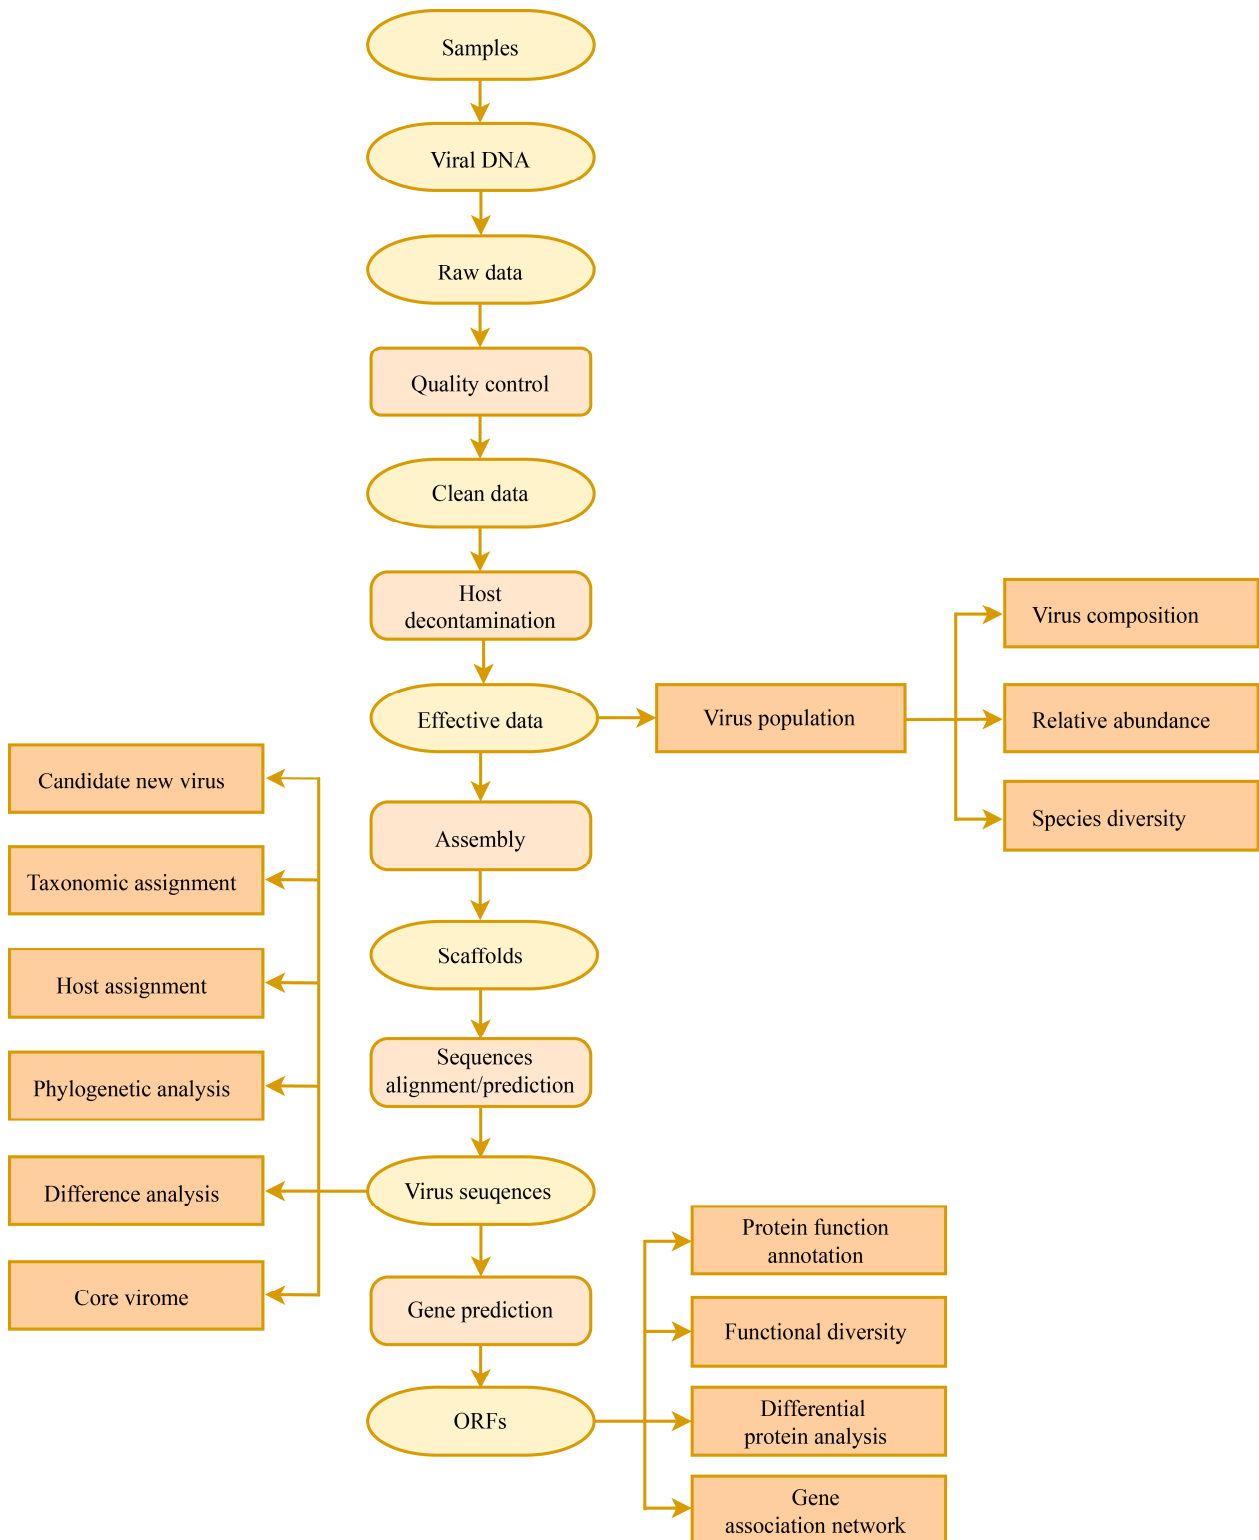 Samples
Viral DNA
Raw data
Quality control
Clean data
Host
decontamination
Effective data
Virus population
Virus composition
Relative abundance
Species diversity
Assembly
Scaffolds
Sequences
alignment/prediction
Virus seuqences
Candidate new virus
Taxonomic assignment
Host assignment
Phylogenetic analysis
Difference analysis
Core virome
Gene prediction
ORFs
Protein function
annotation
Functional diversity
Differential
protein analysis
Gene
association network